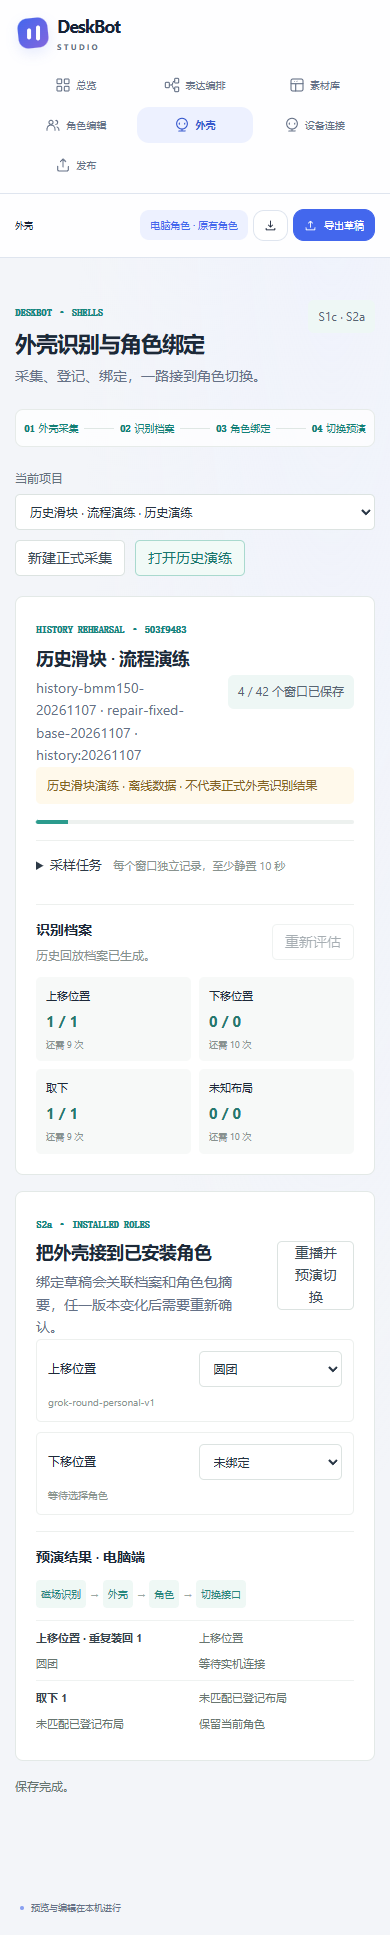 DeskBot
STUDIO
总览
表达编排
素材库
角色编辑
外壳
设备连接
发布
外壳
电脑角色 · 原有角色
导出草稿
DESKBOT · SHELLS
S1c · S2a
外壳识别与角色绑定
采集、登记、绑定，一路接到角色切换。
01 外壳采集
02 识别档案
03 角色绑定
04 切换预演
当前项目
历史滑块 · 流程演练 · 历史演练
新建正式采集
打开历史演练
HISTORY REHEARSAL · 503f9483
历史滑块 · 流程演练
history-bmm150-
20261107 · repair-fixed-
base-20261107 ·
history:20261107
4 / 42 个窗口已保存
历史滑块演练 · 离线数据 · 不代表正式外壳识别结果
采样任务 每个窗口独立记录，至少静置 10 秒
识别档案
历史回放档案已生成。
重新评估
上移位置
1 / 1
还需 9 次
下移位置
0 / 0
还需 10 次
取下
1 / 1
还需 9 次
未知布局
0 / 0
还需 10 次
S2a · INSTALLED ROLES
把外壳接到已安装角色
绑定草稿会关联档案和角色包摘
要，任一版本变化后需要重新确
认。
重播并
预演切
换
上移位置
圆团
grok-round-personal-v1
下移位置
未绑定
等待选择角色
预演结果 · 电脑端
磁场识别 → 外壳 → 角色 → 切换接口
上移位置 · 重复装回 1
上移位置
圆团
等待实机连接
取下 1
未匹配已登记布局
未匹配已登记布局
保留当前角色
保存完成。
预览与编辑在本机进行